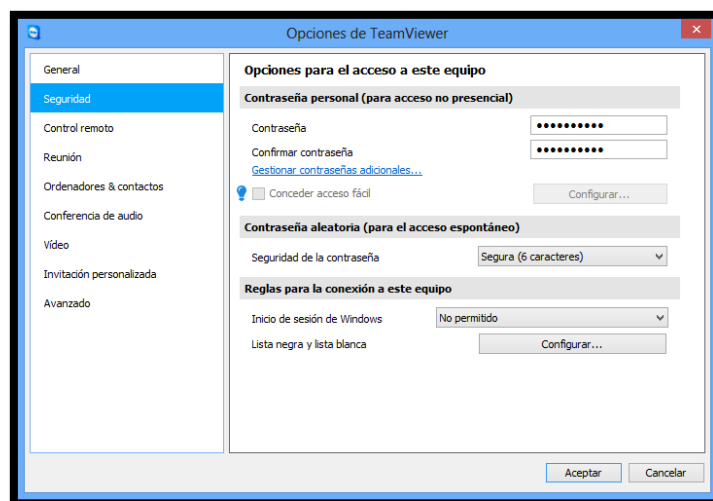 Opciones de TeamViewer
General
Seguridad
Control remoto
Reunión
Ordenadores & contactos
Conferencia de audio
Vídeo
Invitación personalizada
Avanzado
Opciones para el acceso a este equipo
Contraseña personal (para acceso no presencial)
Contraseña ••••••••••
Confirmar contraseña ••••••••••
Gestionar contraseñas adicionales...
Conceder acceso fácil Configurar...
Contraseña aleatoria (para el acceso espontáneo)
Seguridad de la contraseña Segura (6 caracteres)
Reglas para la conexión a este equipo
Inicio de sesión de Windows No permitido
Lista negra y lista blanca Configurar...
Aceptar Cancelar